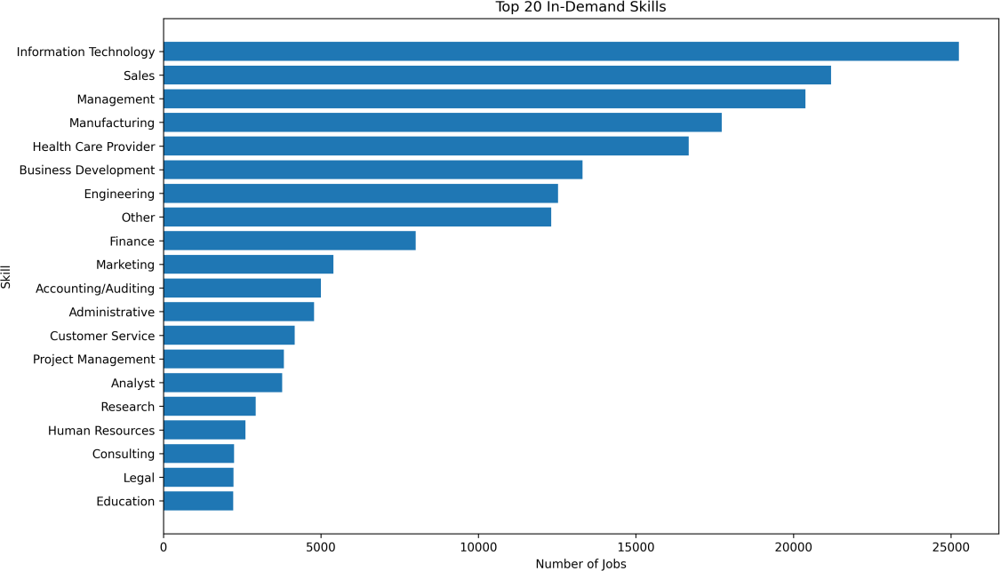 Top 20 In-Demand Skills
Skill
Information Technology
Sales
Management
Manufacturing
Health Care Provider
Business Development
Engineering
Other
Finance
Marketing
Accounting/Auditing
Administrative
Customer Service
Project Management
Analyst
Research
Human Resources
Consulting
Legal
Education
0 5000 10000 15000 20000 25000
Number of Jobs